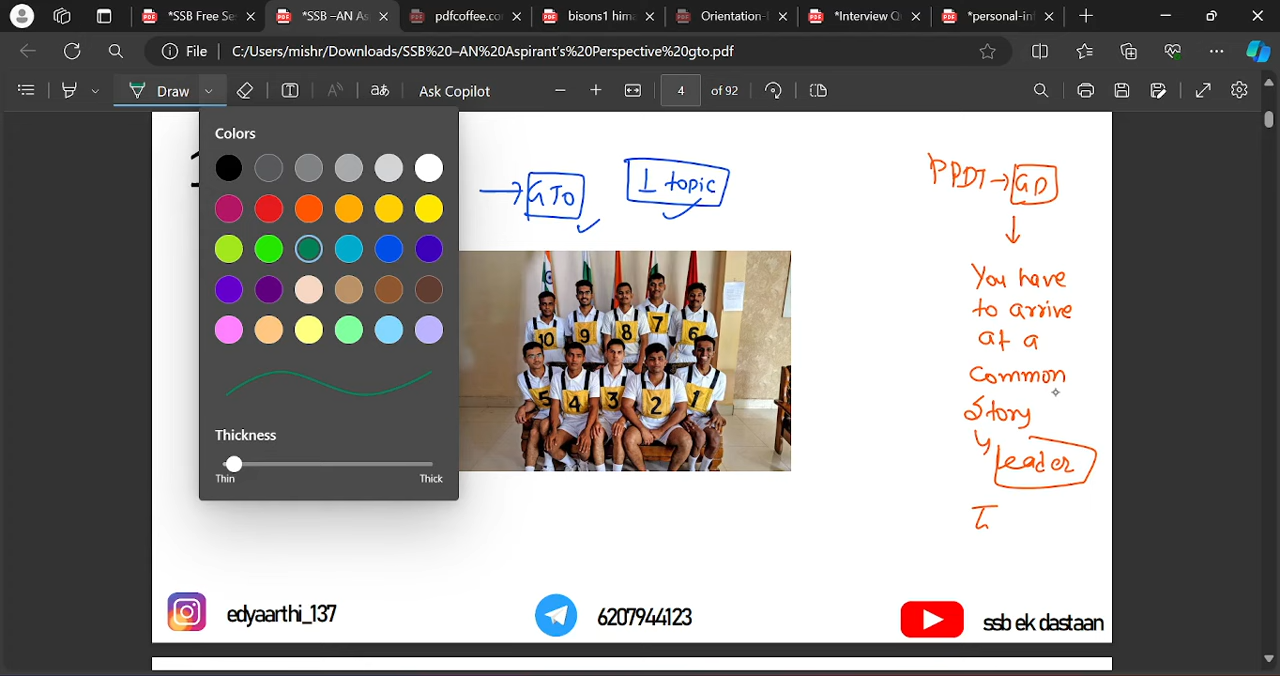 *SSB Free Se
*SSB –AN As
pdfcoffee.co
bisons1 him
Orientation-
*Interview Q
*personal-in
File
C:/Users/mishr/Downloads/SSB%20–AN%20Aspirant's%20Perspective%20gto.pdf
Draw
aあ
Ask Copilot
4
of 92
Colors
Thickness
Thin
Thick
→ GTO
1 topic
PPDT → GD
You have
to arrive
at a
common
Story
leader
10
9
8
7
6
5
4
3
2
1
edyaarthi_137
6207944123
ssb ek dastaan